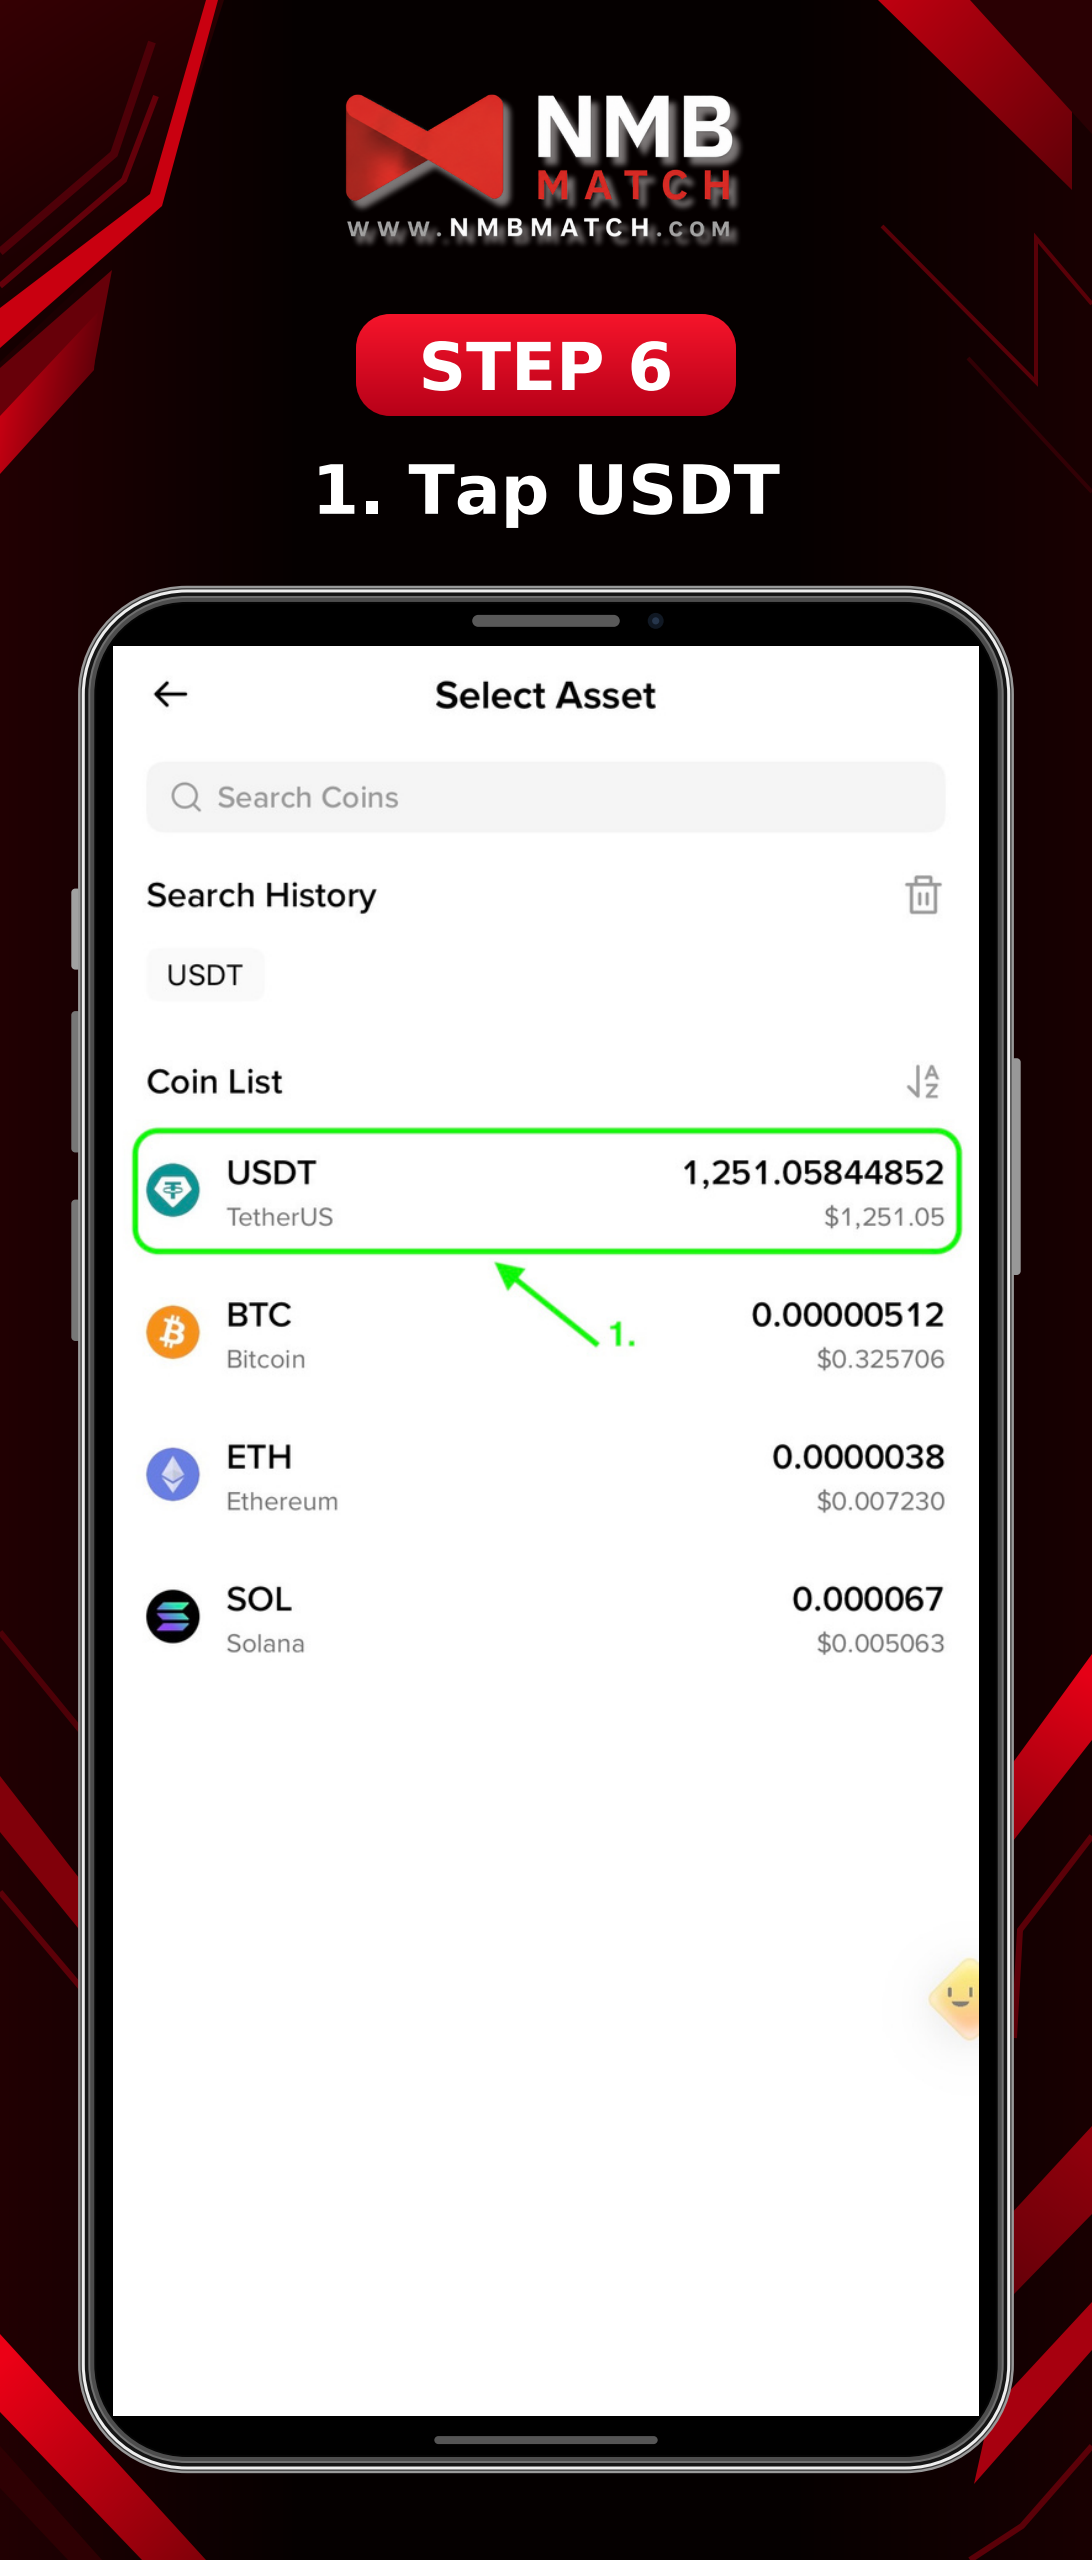 NMB
MATCH
WWW.NMBMATCH.COM
STEP 6
1. Tap USDT
Select Asset
Search Coins
Search History
USDT
Coin List
A
Z
USDT 1,251.05844852
TetherUS $1,251.05
1.
BTC 0.00000512
Bitcoin $0.325706
ETH 0.0000038
Ethereum $0.007230
SOL 0.000067
Solana $0.005063